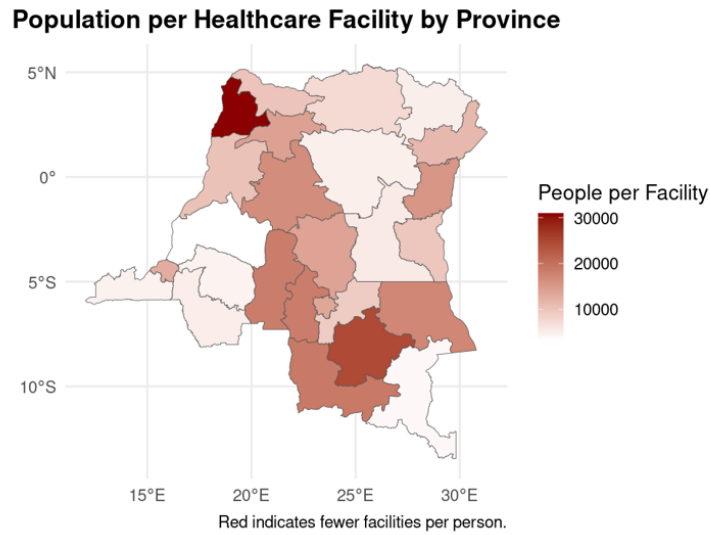 Population per Healthcare Facility by Province
5°N
0°
5°S
10°S
15°E 20°E 25°E 30°E
People per Facility
30000
20000
10000
Red indicates fewer facilities per person.